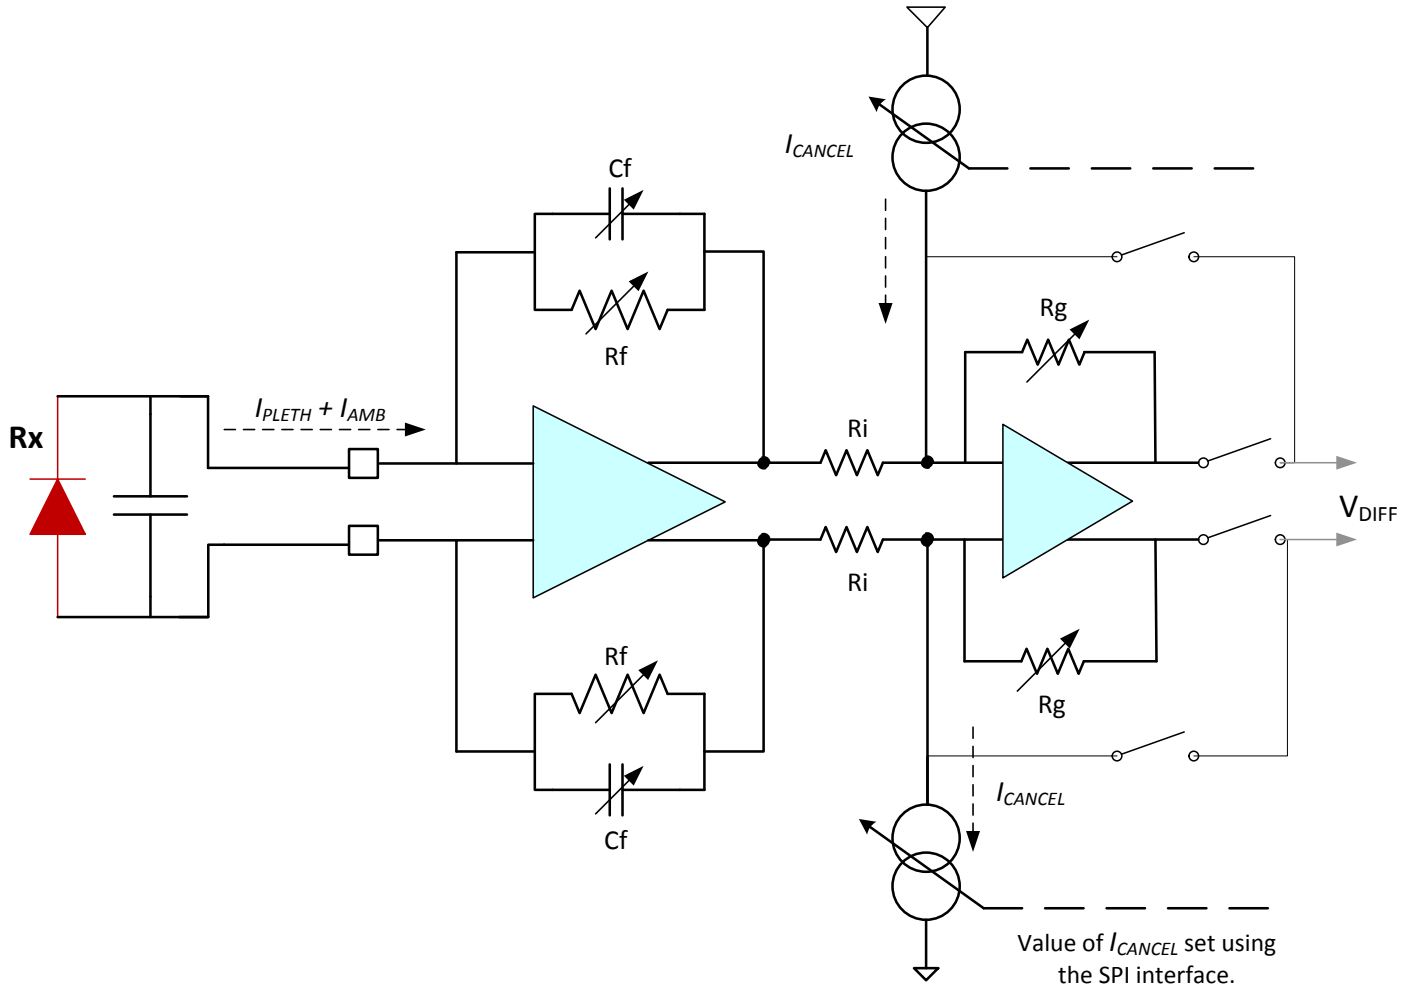 I_CANCEL
Cf
Rf
Rg
Rx
I_PLETH + I_AMB
Ri
V_DIFF
Ri
Rf
Rg
I_CANCEL
Cf
Value of I_CANCEL set using
the SPI interface.